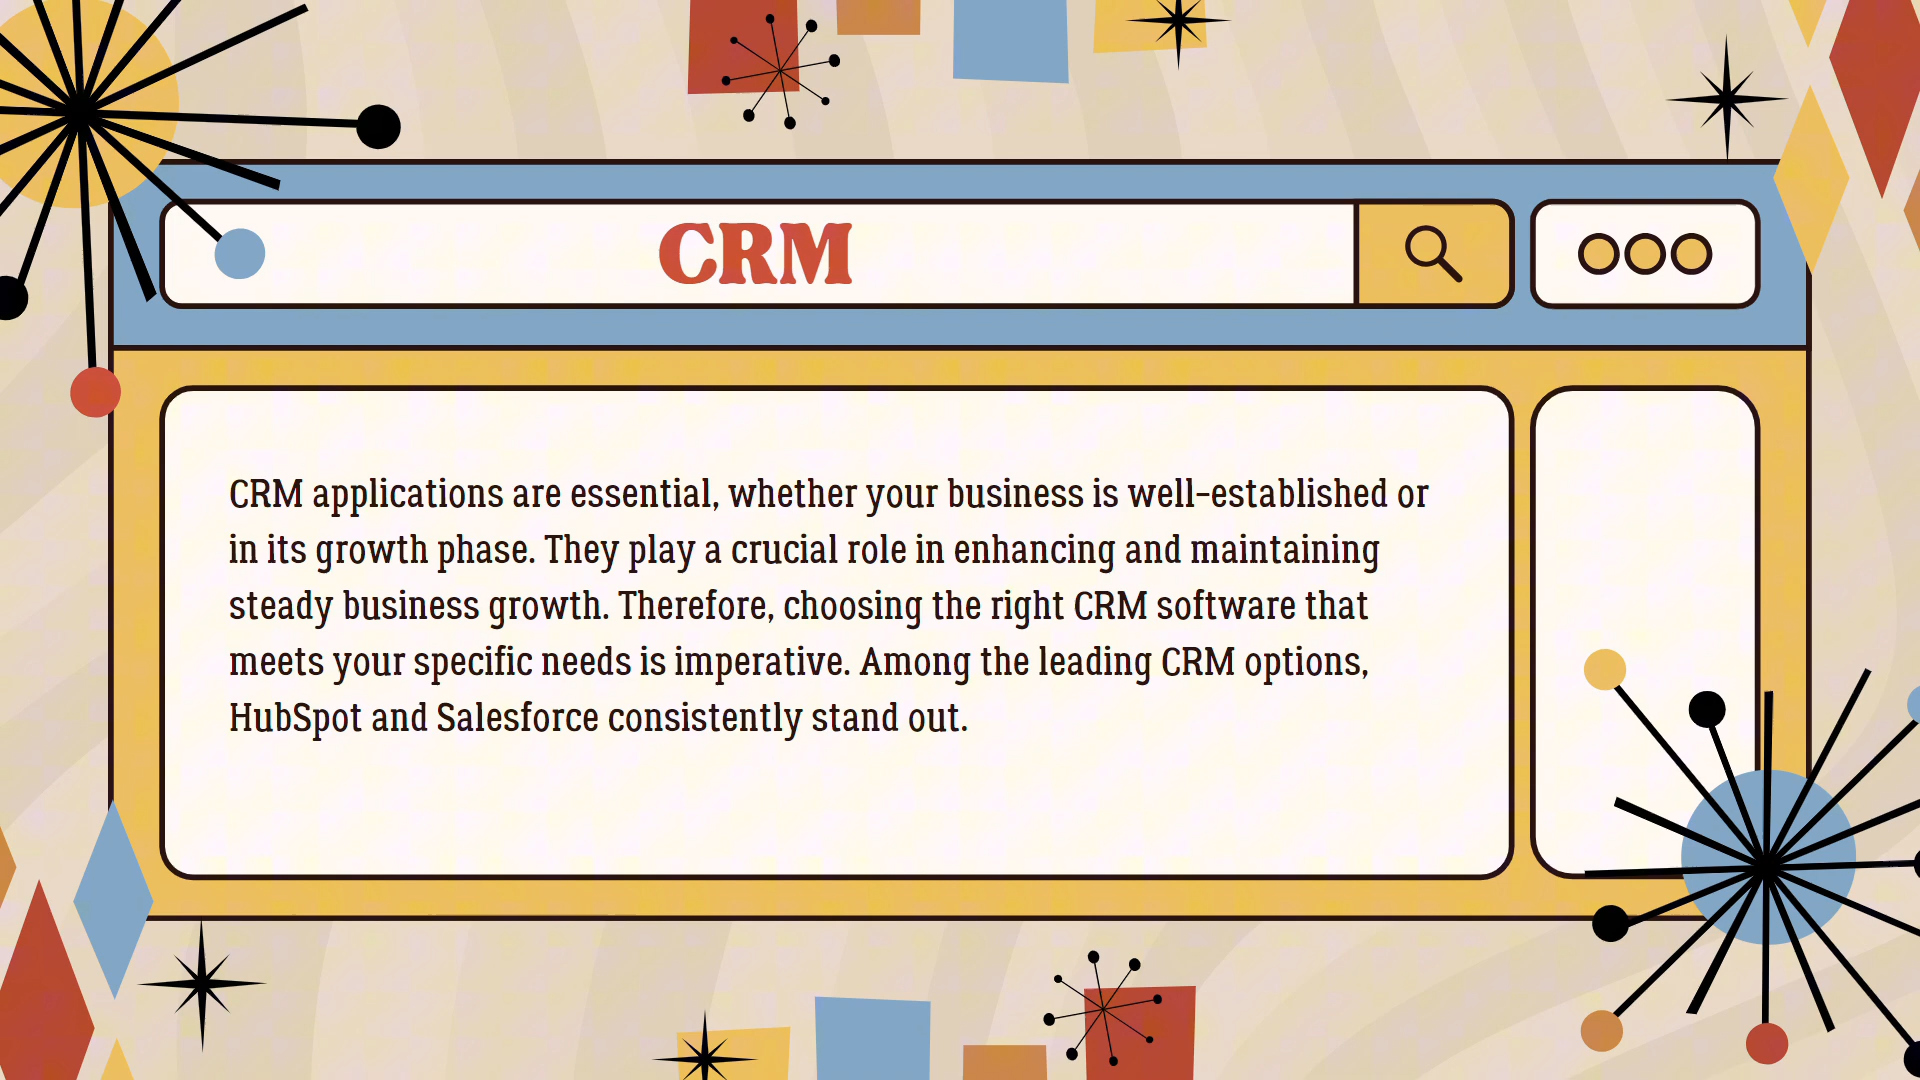 CRM
CRM applications are essential, whether your business is well-established or
in its growth phase. They play a crucial role in enhancing and maintaining
steady business growth. Therefore, choosing the right CRM software that
meets your specific needs is imperative. Among the leading CRM options,
HubSpot and Salesforce consistently stand out.